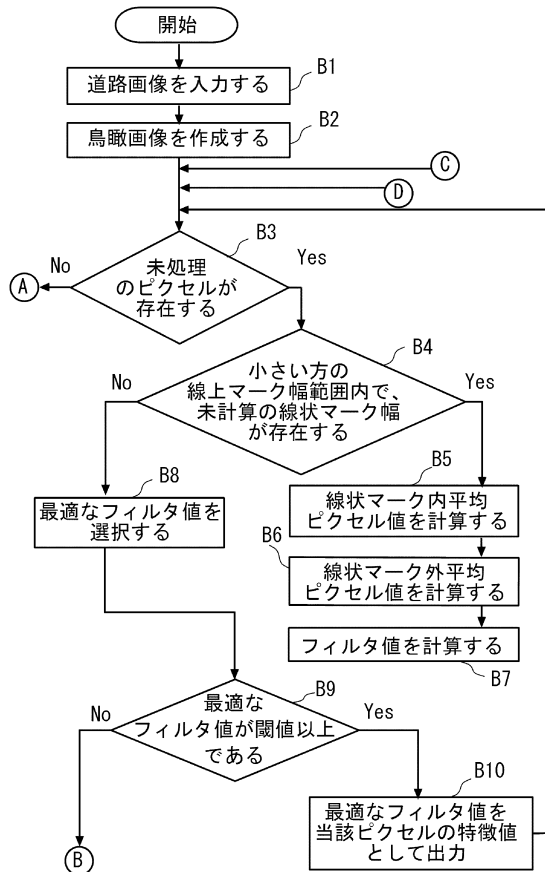 開始
B1
道路画像を入力する
B2
鳥瞰画像を作成する
C
D
B3
No
Yes
A
未処理
のピクセルが
存在する
B4
小さい方の
線上マーク幅範囲内で、
未計算の線状マーク幅
が存在する
No
Yes
B8
最適なフィルタ値を
選択する
B5
線状マーク内平均
ピクセル値を計算する
B6
線状マーク外平均
ピクセル値を計算する
フィルタ値を計算する
B7
B9
No
最適な
フィルタ値が閾値以上
である
Yes
B10
最適なフィルタ値を
当該ピクセルの特徴値
として出力
B